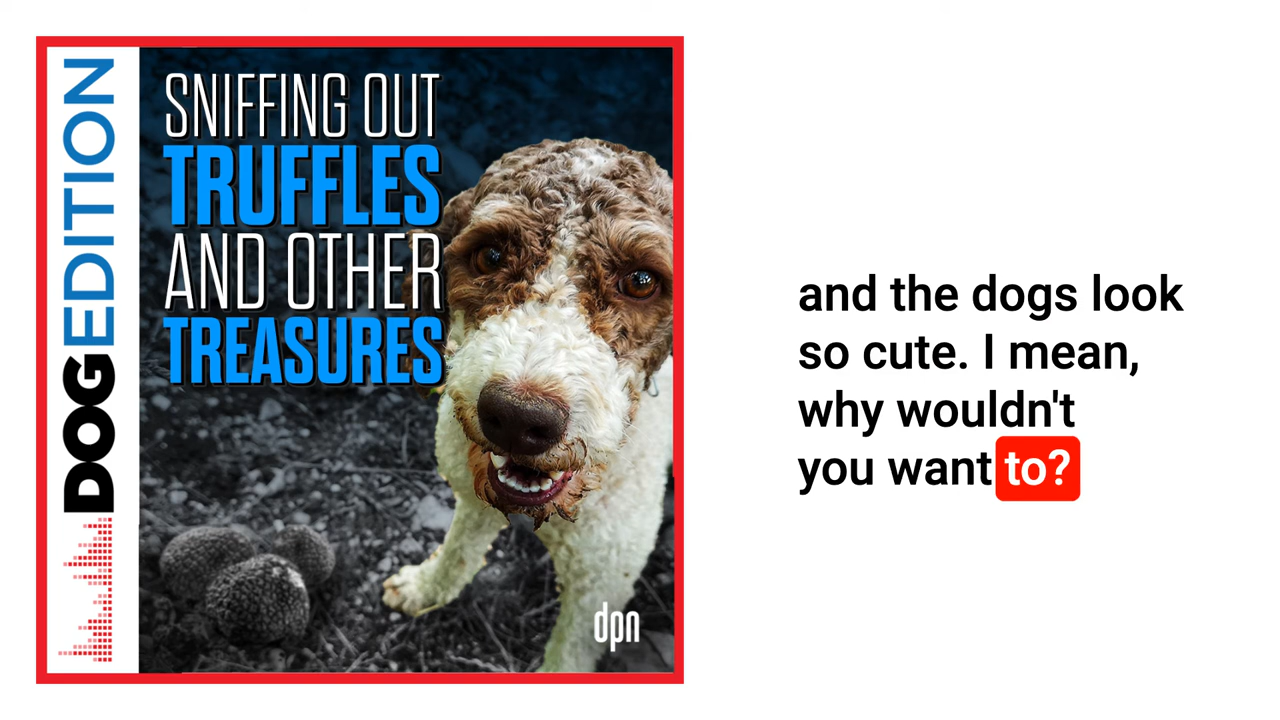 DOGEDITION
SNIFFING OUT
TRUFFLES
AND OTHER
TREASURES
dpn
and the dogs look
so cute. I mean,
why wouldn't
you want to?